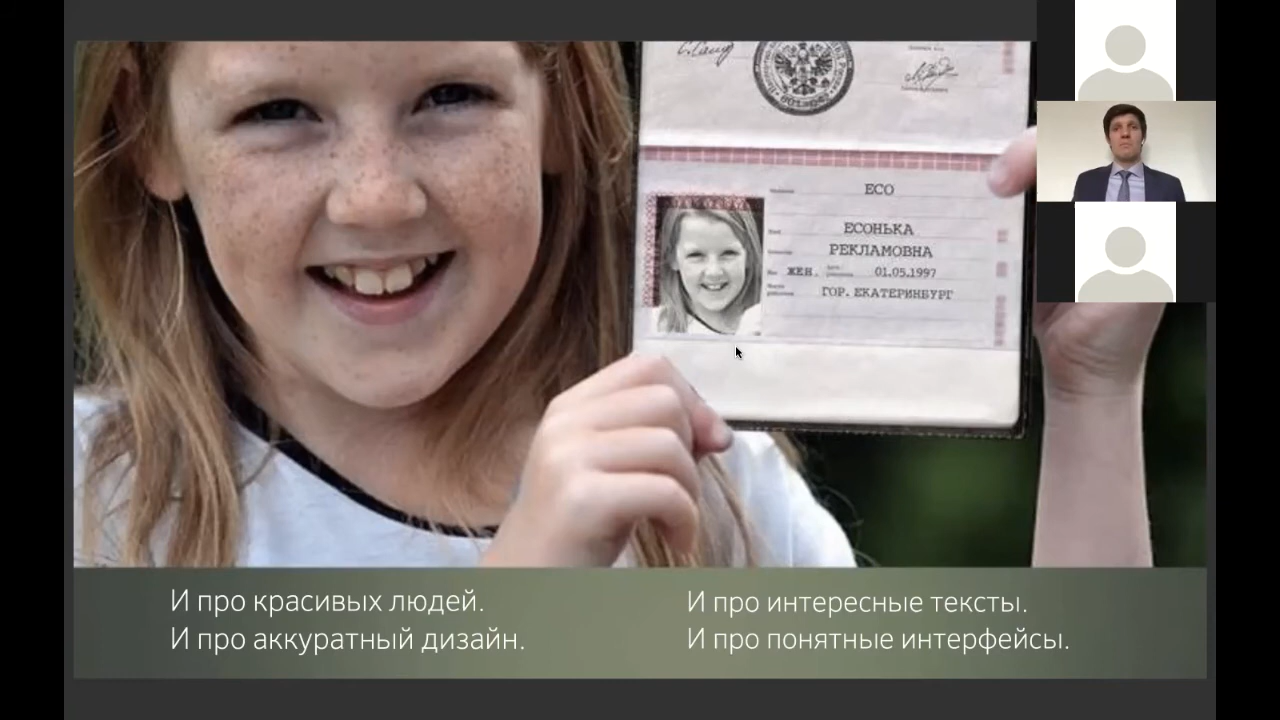 ЕСО
ЕСОНЬКА
РЕКЛАМОВНА
ЖЕН. 01.05.1997
ГОР. ЕКАТЕРИНБУРГ
И про красивых людей.
И про аккуратный дизайн.
И про интересные тексты.
И про понятные интерфейсы.